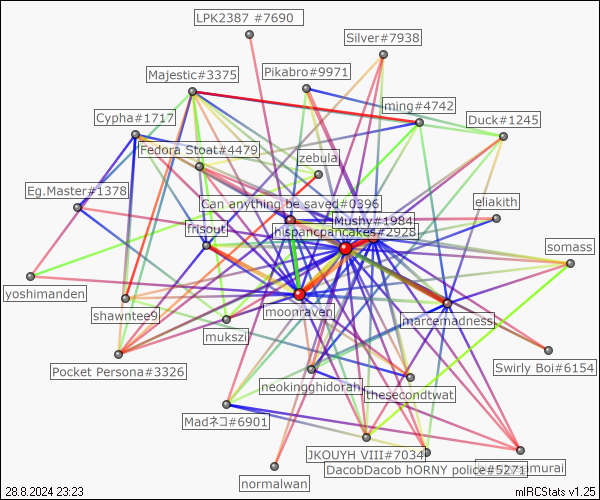 LPK2387 #7690
Silver#7938
Majestic#3375
Pikabro#9971
ming#4742
Cypha#1717
Duck#1245
Fedora Stoat#4479
zebula
Eg.Master#1378
Can anything be saved#0396
eliakith
Mushy#1984
frisout
hispancpancakes#2928
somass
yoshimanden
moonraven
shawntee9
marcemadness
mukszi
Pocket Persona#3326
Swirly Boi#6154
neokingghidorah
thesecondtwat
Madネコ#6901
JKOUYH VIII#7034
DacobDacob hORNY police#5271
normalwan
28.8.2024 23:23
mIRCStats v1.25